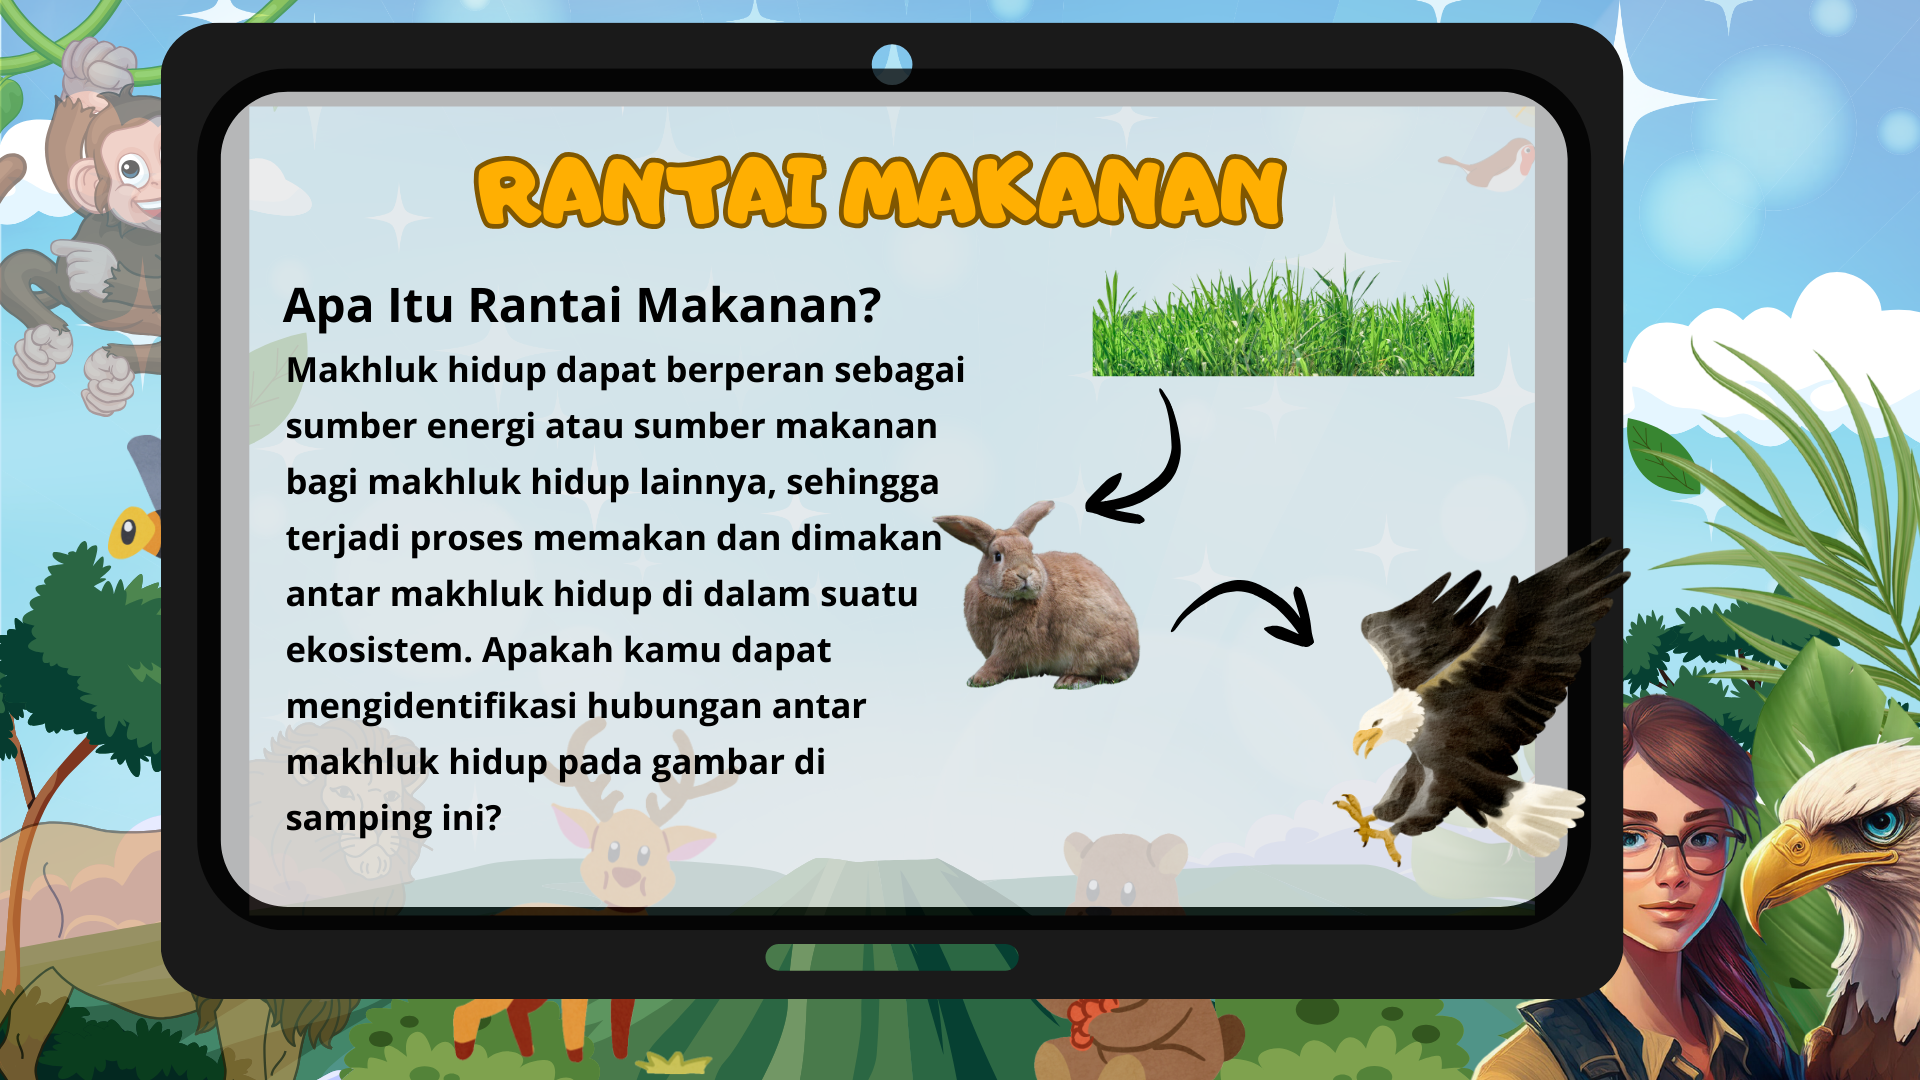 RANTAI MAKANAN
Apa Itu Rantai Makanan?
Makhluk hidup dapat berperan sebagai
sumber energi atau sumber makanan
bagi makhluk hidup lainnya, sehingga
terjadi proses memakan dan dimakan
antar makhluk hidup di dalam suatu
ekosistem. Apakah kamu dapat
mengidentifikasi hubungan antar
makhluk hidup pada gambar di
samping ini?